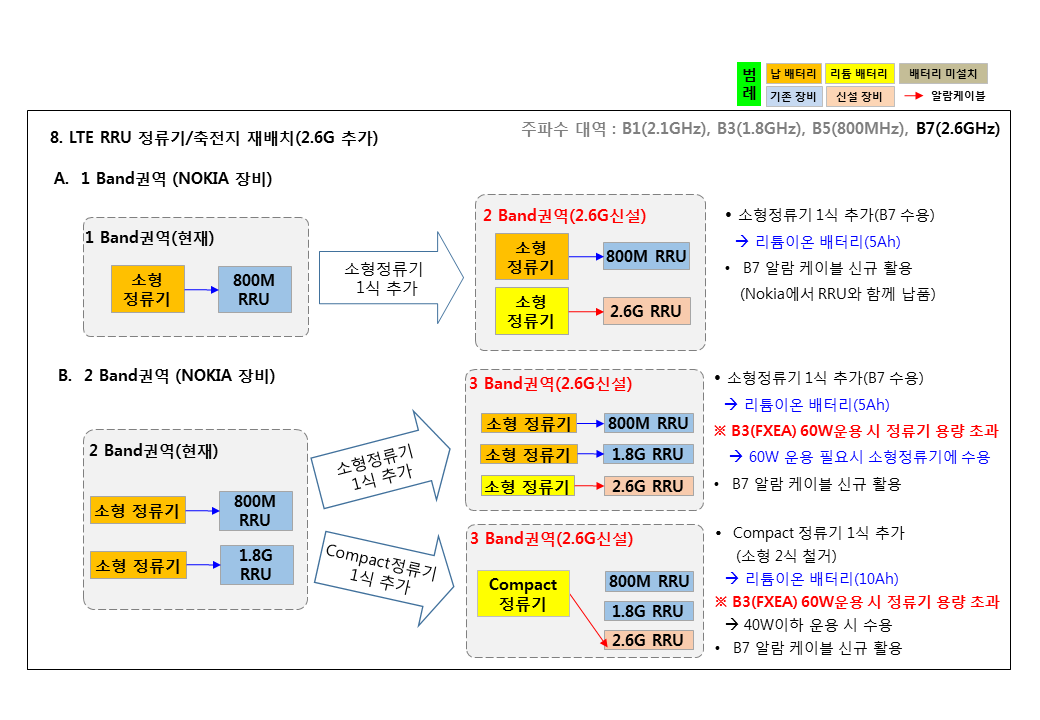 범
례
납 배터리
리튬 배터리
배터리 미설치
기존 장비
신설 장비
알람케이블
8. LTE RRU 정류기/축전지 재배치(2.6G 추가)
주파수 대역 : B1(2.1GHz), B3(1.8GHz), B5(800MHz), B7(2.6GHz)
A. 1 Band권역 (NOKIA 장비)
1 Band권역(현재)
소형
정류기
800M
RRU
소형정류기
1식 추가
2 Band권역(2.6G신설)
소형
정류기
800M RRU
소형
정류기
2.6G RRU
• 소형정류기 1식 추가(B7 수용)
→ 리튬이온 배터리(5Ah)
• B7 알람 케이블 신규 활용
(Nokia에서 RRU와 함께 납품)
B. 2 Band권역 (NOKIA 장비)
2 Band권역(현재)
소형 정류기
800M
RRU
소형 정류기
1.8G
RRU
소형정류기
1식 추가
Compact정류기
1식 추가
3 Band권역(2.6G신설)
소형 정류기
800M RRU
소형 정류기
1.8G RRU
소형 정류기
2.6G RRU
• 소형정류기 1식 추가(B7 수용)
→ 리튬이온 배터리(5Ah)
※ B3(FXEA) 60W운용 시 정류기 용량 초과
→ 60W 운용 필요시 소형정류기에 수용
• B7 알람 케이블 신규 활용
3 Band권역(2.6G신설)
Compact
정류기
800M RRU
1.8G RRU
2.6G RRU
• Compact 정류기 1식 추가
(소형 2식 철거)
→ 리튬이온 배터리(10Ah)
※ B3(FXEA) 60W운용 시 정류기 용량 초과
→ 40W이하 운용 시 수용
• B7 알람 케이블 신규 활용